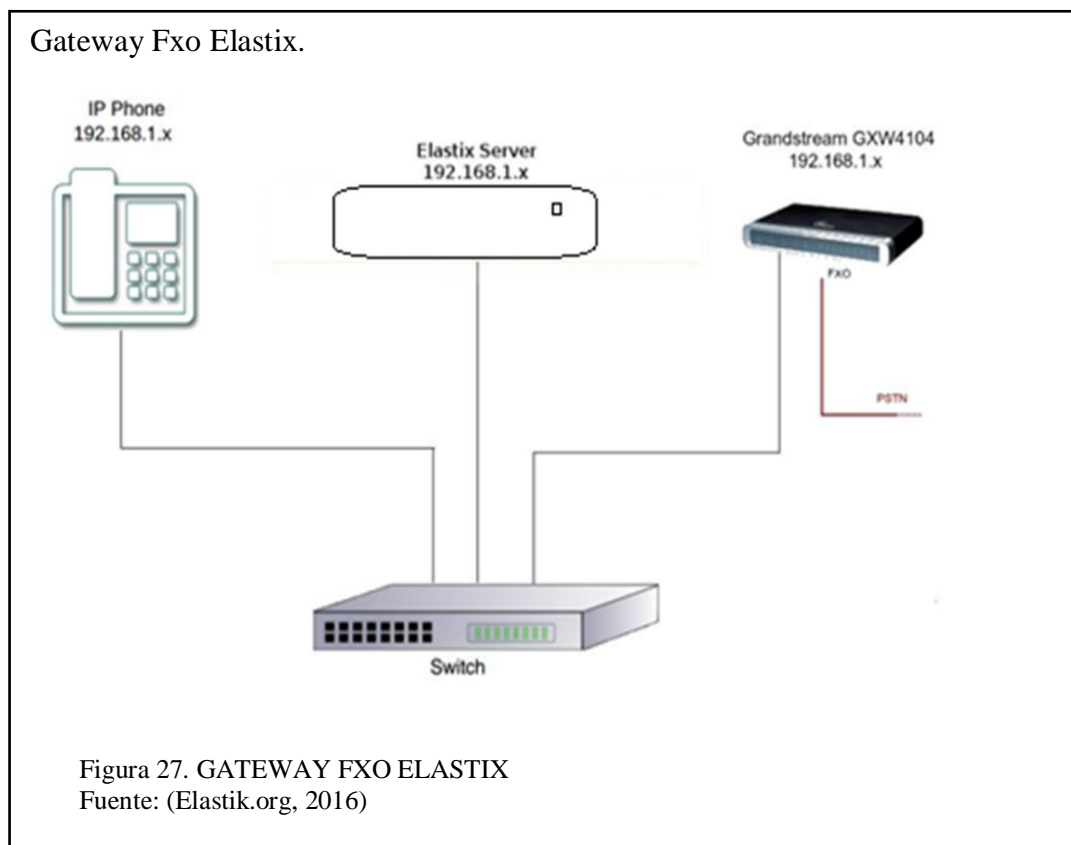 Gateway Fxo Elastix.
IP Phone
192.168.1.x
Elastix Server
192.168.1.x
Grandstream GXW4104
192.168.1.x
FXO
PSTN
Switch
Figura 27. GATEWAY FXO ELASTIX
Fuente: (Elastik.org, 2016)